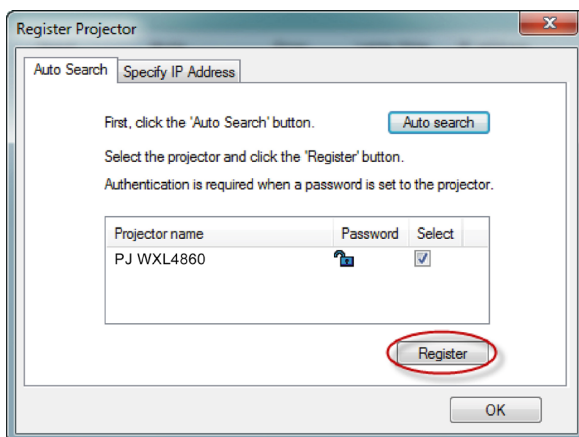 Register Projector
Auto Search Specify IP Address
First, click the 'Auto Search' button. Auto search
Select the projector and click the 'Register' button.
Authentication is required when a password is set to the projector.
Projector name Password Select
PJ WXL4860
Register
OK